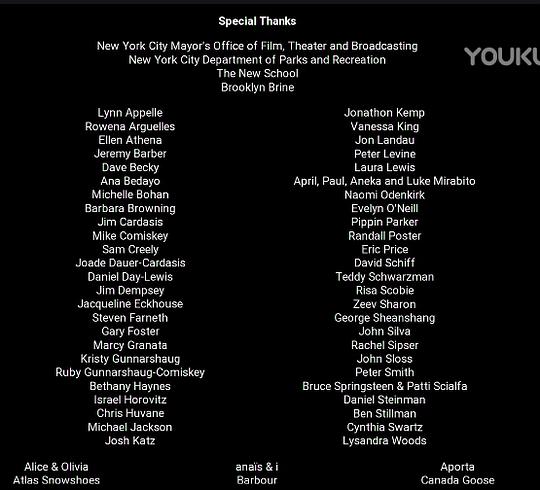 Special Thanks
New York City Mayor's Office of Film, Theater and Broadcasting
New York City Department of Parks and Recreation
The New School
Brooklyn Brine
YOUKU
Lynn Appelle
Rowena Arguelles
Ellen Athena
Jeremy Barber
Dave Becky
Ana Bedayo
Michelle Bohan
Barbara Browning
Jim Cardasis
Mike Comiskey
Sam Creely
Joade Dauer-Cardasis
Daniel Day-Lewis
Jim Dempsey
Jacqueline Eckhouse
Steven Farneth
Gary Foster
Marcy Granata
Kristy Gunnarshaug
Ruby Gunnarshaug-Comiskey
Bethany Haynes
Israel Horovitz
Chris Huvane
Michael Jackson
Josh Katz
Jonathon Kemp
Vanessa King
Jon Landau
Peter Levine
Laura Lewis
April, Paul, Aneka and Luke Mirabito
Naomi Odenkirk
Evelyn O'Neill
Pippin Parker
Randall Poster
Eric Price
David Schiff
Teddy Schwarzman
Risa Scobie
Zeev Sharon
George Sheanshang
John Silva
Rachel Sipser
John Sloss
Peter Smith
Bruce Springsteen & Patti Scialfa
Daniel Steinman
Ben Stillman
Cynthia Swartz
Lysandra Woods
Alice & Olivia
anaïs & i
Aporta
Atlas Snowshoes
Barbour
Canada Goose